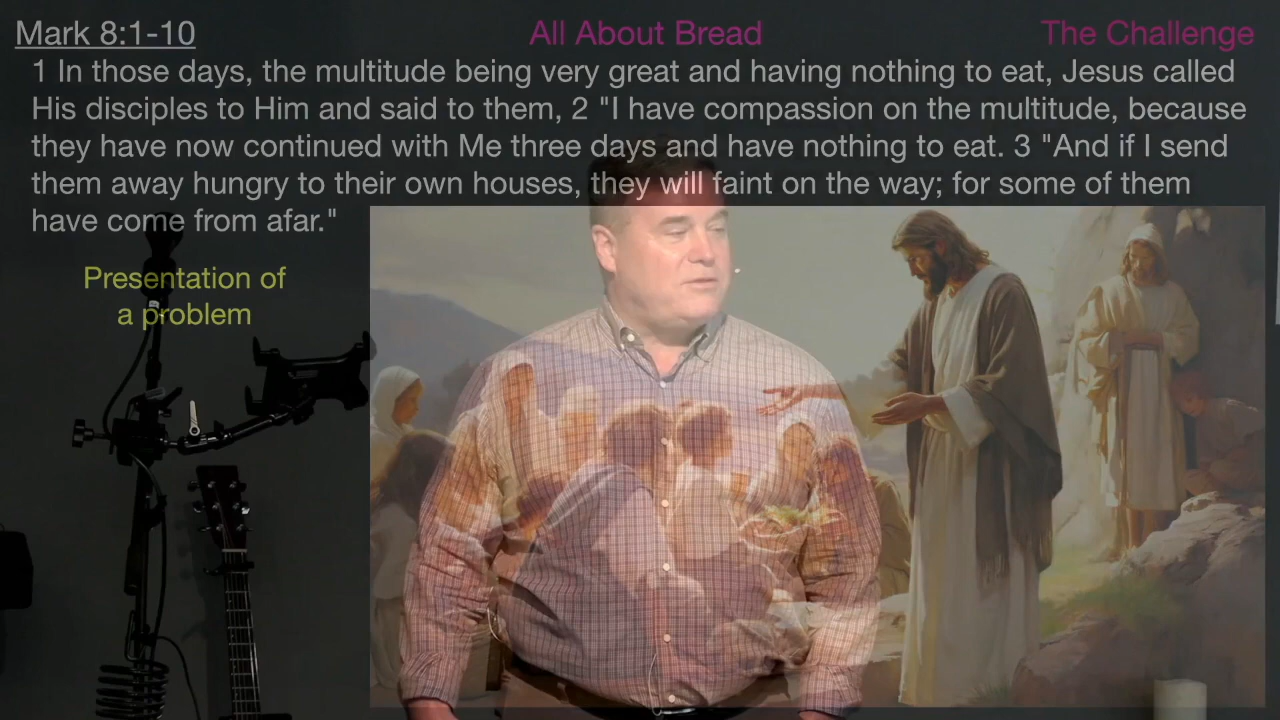 Mark 8:1-10 All About Bread The Challenge
1 In those days, the multitude being very great and having nothing to eat, Jesus called
His disciples to Him and said to them, 2 "I have compassion on the multitude, because
they have now continued with Me three days and have nothing to eat. 3 "And if I send
them away hungry to their own houses, they will faint on the way; for some of them
have come from afar."
Presentation of
a problem